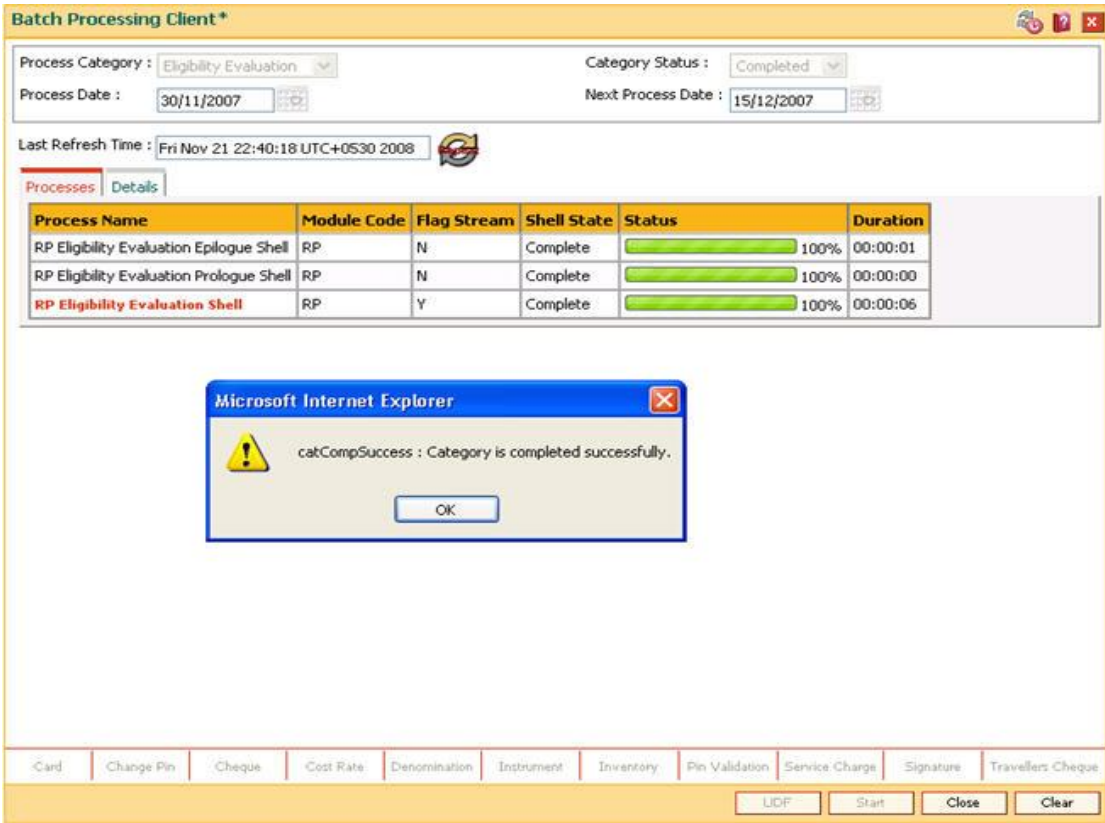 Batch Processing Client*
Process Category : Eligibility Evaluation Category Status : Completed
Process Date : 30/11/2007 Next Process Date : 15/12/2007
Last Refresh Time : Fri Nov 21 22:40:18 UTC+0530 2008
Processes Details
Process Name Module Code Flag Stream Shell State Status Duration
RP Eligibility Evaluation Epilogue Shell RP N Complete 100% 00:00:01
RP Eligibility Evaluation Prologue Shell RP N Complete 100% 00:00:00
RP Eligibility Evaluation Shell RP Y Complete 100% 00:00:06
Microsoft Internet Explorer
catCompSuccess : Category is completed successfully.
OK
Card Change Pin Cheque Cost Rate Denomination Instrument Inventory Pin Validation Service Charge Signature Travellers Cheque
UDF Start Close Clear